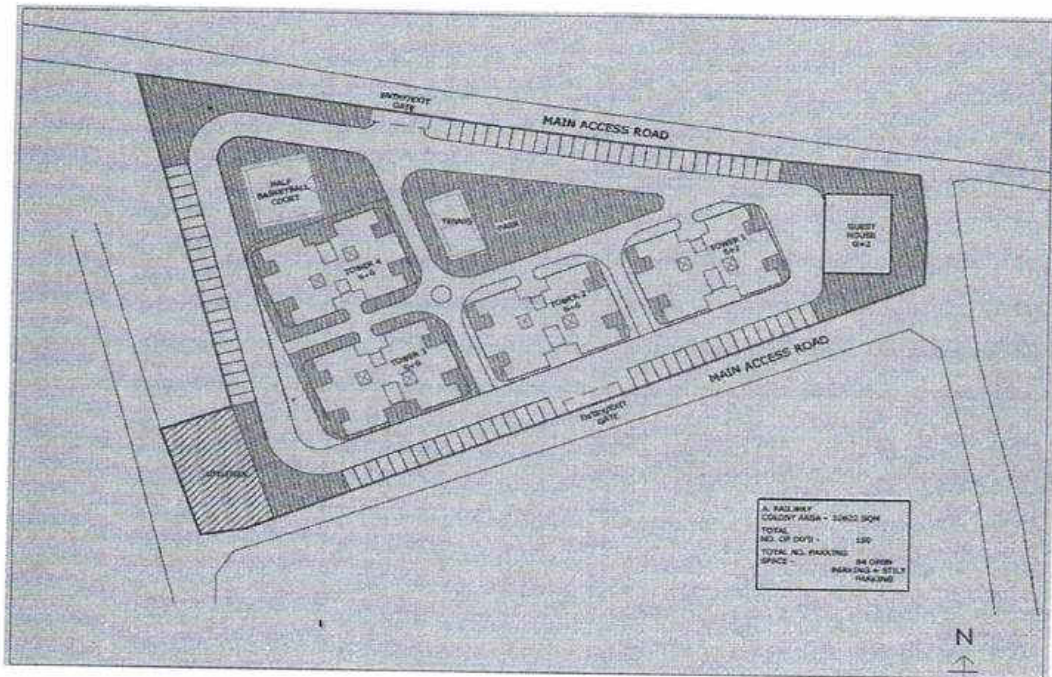 ENTRY/EXIT
GATE
MAIN ACCESS ROAD
HALF
BASKETBALL
COURT
TENNIS
PARK
GUEST
HOUSE
G+2
TOWER 1
TOWER 4
TOWER 2
TOWER 3
MAIN ACCESS ROAD
ENTRY/EXIT
GATE
A. RAILWAY
COLONY AREA -
SQM
TOTAL
NO. OF
TOTAL NO. PARKING
SPACE -
OPEN
PARKING + STILT
PARKING
N